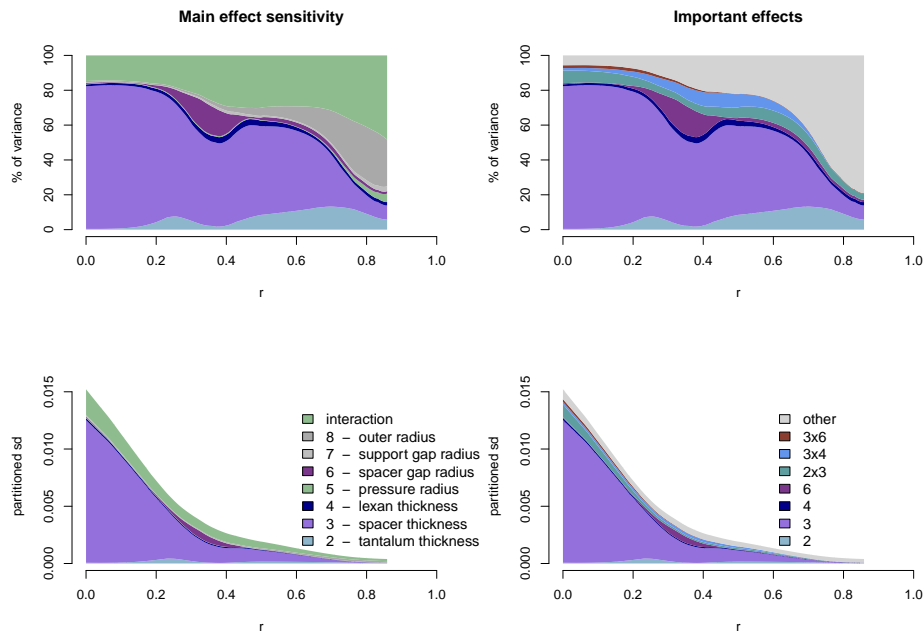 Main effect sensitivity
% of variance
100
80
60
40
20
0
0.0 0.2 0.4 0.6 0.8 1.0
r
Important effects
% of variance
100
80
60
40
20
0
0.0 0.2 0.4 0.6 0.8 1.0
r
partitioned sd
0.015
0.010
0.005
0.000
0.0 0.2 0.4 0.6 0.8 1.0
r
interaction
8 – outer radius
7 – support gap radius
6 – spacer gap radius
5 – pressure radius
4 – lexan thickness
3 – spacer thickness
2 – tantalum thickness
partitioned sd
0.015
0.010
0.005
0.000
0.0 0.2 0.4 0.6 0.8 1.0
r
other
3x6
3x4
2x3
6
4
3
2